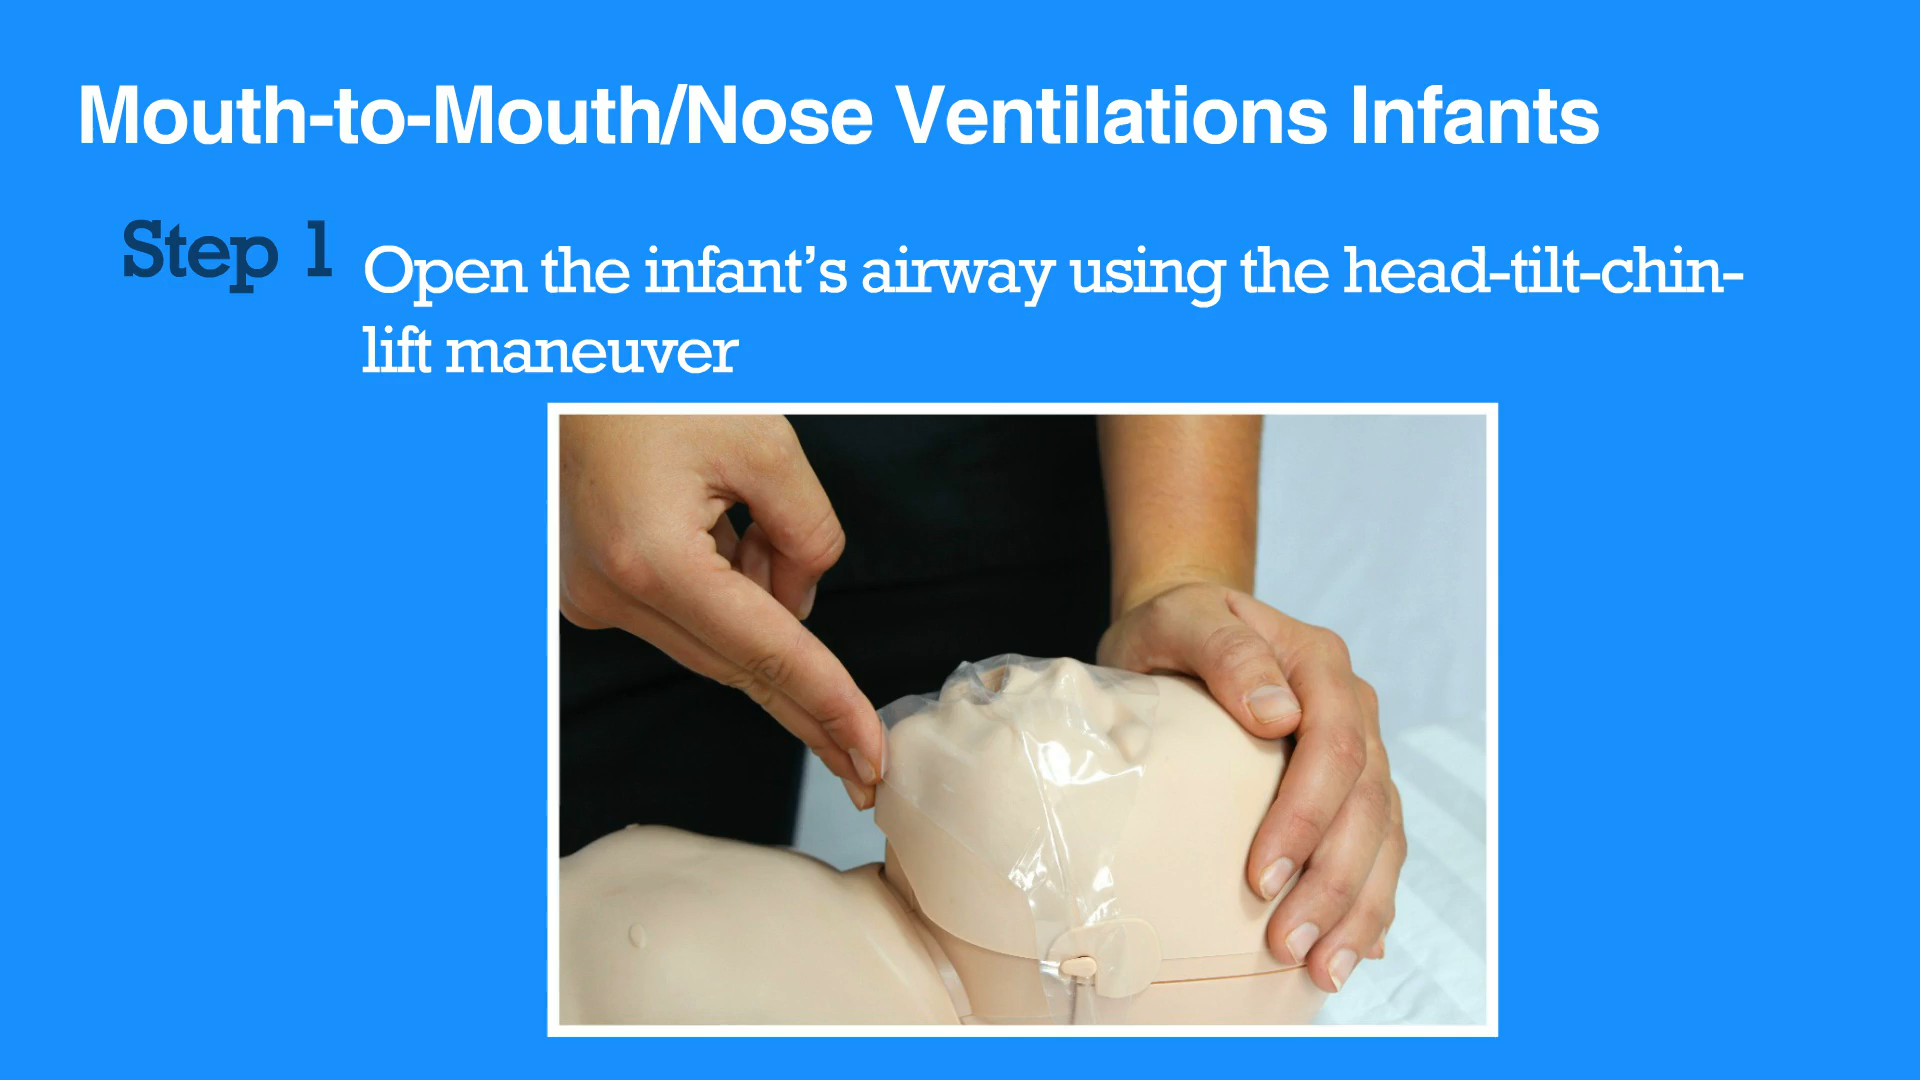 Mouth-to-Mouth/Nose Ventilations Infants
Step 1
Open the infant’s airway using the head-tilt-chin-
lift maneuver